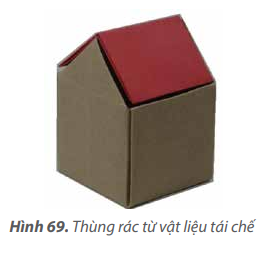 Hình 69. Thùng rác từ vật liệu tái chế